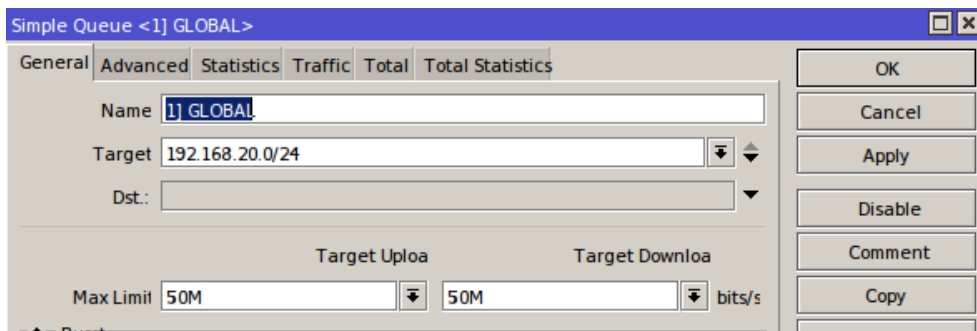 Simple Queue <1] GLOBAL>
General Advanced Statistics Traffic Total Total Statistics
OK
Name 1] GLOBAL
Cancel
Target 192.168.20.0/24
Apply
Dst.:
Disable
Target Uploa Target Downloa
Comment
Max Limit 50M 50M bits/s
Copy